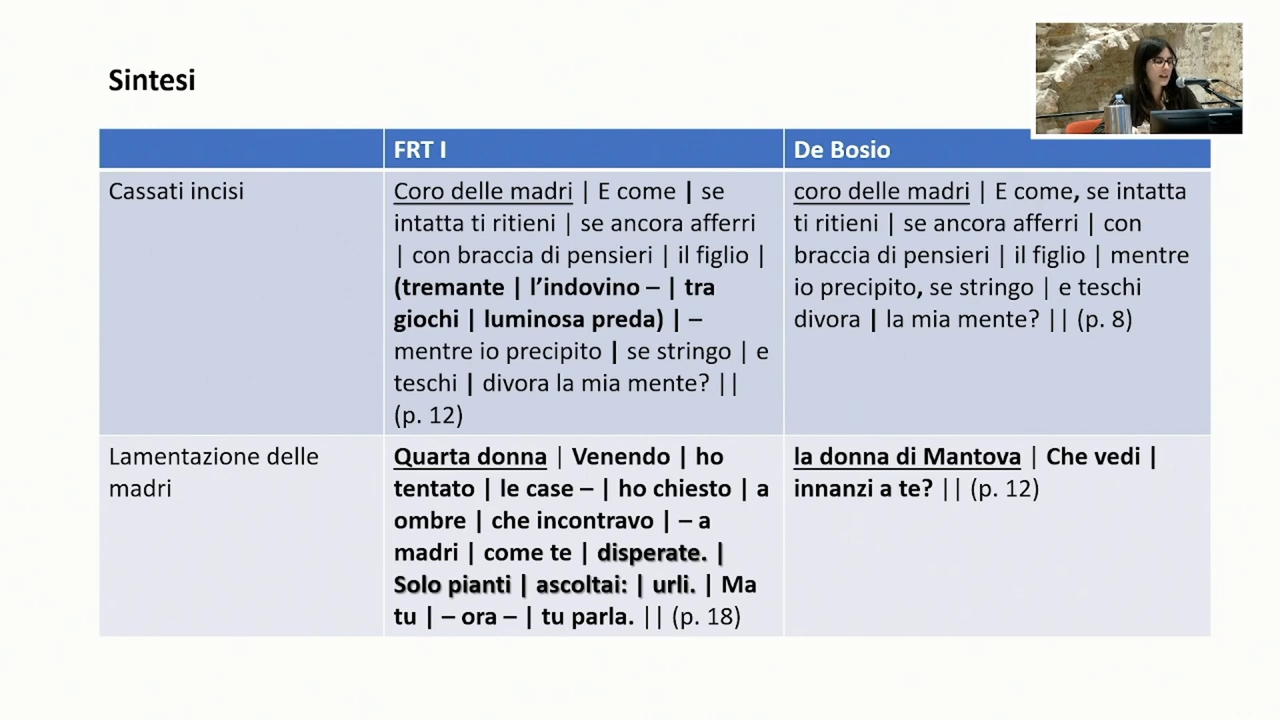 Sintesi
FRT I
De Bosio
Cassati incisi
Coro delle madri | E come | se
intatta ti ritieni | se ancora afferri
| con braccia di pensieri | il figlio |
(tremante | l’indovino – | tra
giochi | luminosa preda) | –
mentre io precipito | se stringo | e
teschi | divora la mia mente? ||
(p. 12)
coro delle madri | E come, se intatta
ti ritieni | se ancora afferri | con
braccia di pensieri | il figlio | mentre
io precipito, se stringo | e teschi
divora | la mia mente? || (p. 8)
Lamentazione delle
madri
Quarta donna | Venendo | ho
tentato | le case – | ho chiesto | a
ombre | che incontravo | – a
madri | come te | disperate. |
Solo pianti | ascoltai: | urli. | Ma
tu | – ora – | tu parla. || (p. 18)
la donna di Mantova | Che vedi |
innanzi a te? || (p. 12)